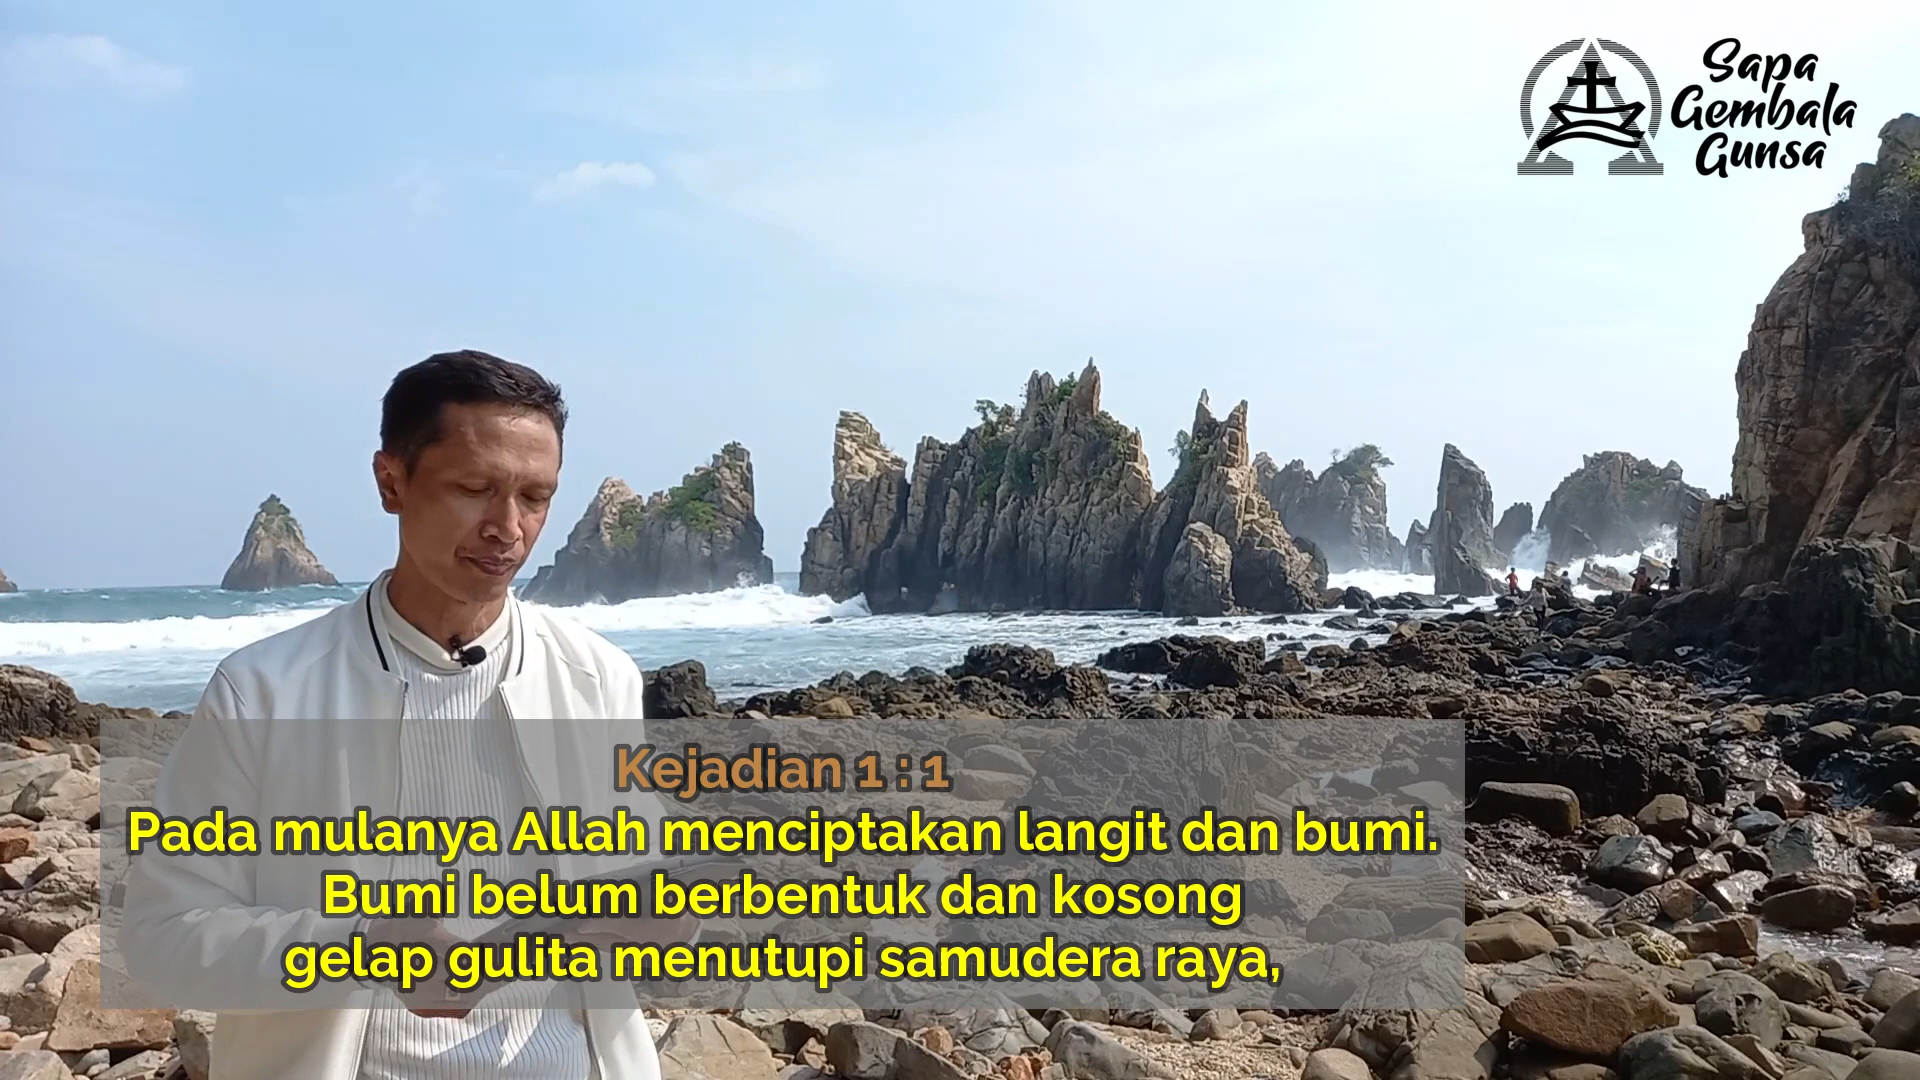 Sapa
Gembala
Gunsa
Kejadian 1 : 1
Pada mulanya Allah menciptakan langit dan bumi.
Bumi belum berbentuk dan kosong
gelap gulita menutupi samudera raya,